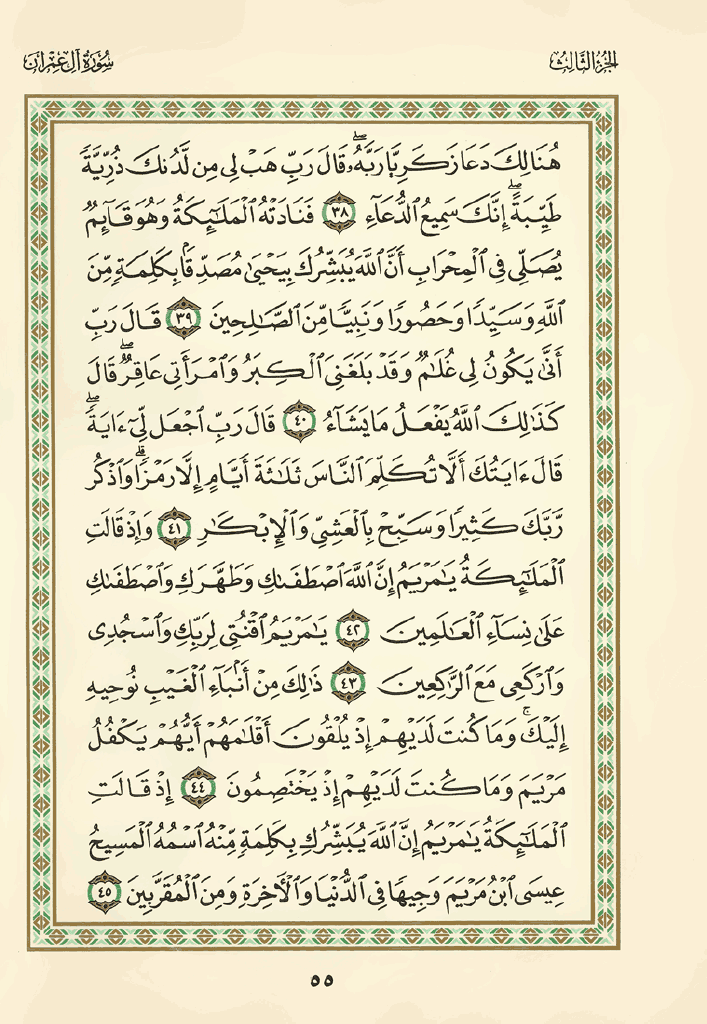 الجزء الثالث
سورة آل عمران
هُنَالِكَ دَعَا زَكَرِيَّا رَبَّهُۥ ۖ قَالَ رَبِّ هَبْ لِى مِن لَّدُنكَ ذُرِّيَّةً
طَيِّبَةً ۖ إِنَّكَ سَمِيعُ ٱلدُّعَآءِ ٣٨ فَنَادَتْهُ ٱلْمَلَـٰٓئِكَةُ وَهُوَ قَآئِمٌ
يُصَلِّى فِى ٱلْمِحْرَابِ أَنَّ ٱللَّهَ يُبَشِّرُكَ بِيَحْيَىٰ مُصَدِّقًۢا بِكَلِمَةٍ مِّنَ
ٱللَّهِ وَسَيِّدًا وَحَصُورًا وَنَبِيًّا مِّنَ ٱلصَّـٰلِحِينَ ٣٩ قَالَ رَبِّ
أَنَّىٰ يَكُونُ لِى غُلَـٰمٌ وَقَدْ بَلَغَنِىَ ٱلْكِبَرُ وَٱمْرَأَتِى عَاقِرٌ ۖ قَالَ
كَذَٰلِكَ ٱللَّهُ يَفْعَلُ مَا يَشَآءُ ٤٠ قَالَ رَبِّ ٱجْعَل لِّىٓ ءَايَةً ۖ
قَالَ ءَايَتُكَ أَلَّا تُكَلِّمَ ٱلنَّاسَ ثَلَـٰثَةَ أَيَّامٍ إِلَّا رَمْزًا ۗ وَٱذْكُر
رَّبَّكَ كَثِيرًا وَسَبِّحْ بِٱلْعَشِىِّ وَٱلْإِبْكَـٰرِ ٤١ وَإِذْ قَالَتِ
ٱلْمَلَـٰٓئِكَةُ يَـٰمَرْيَمُ إِنَّ ٱللَّهَ ٱصْطَفَىٰكِ وَطَهَّرَكِ وَٱصْطَفَىٰكِ
عَلَىٰ نِسَآءِ ٱلْعَـٰلَمِينَ ٤٢ يَـٰمَرْيَمُ ٱقْنُتِى لِرَبِّكِ وَٱسْجُدِى
وَٱرْكَعِى مَعَ ٱلرَّٰكِعِينَ ٤٣ ذَٰلِكَ مِنْ أَنۢبَآءِ ٱلْغَيْبِ نُوحِيهِ
إِلَيْكَ ۚ وَمَا كُنتَ لَدَيْهِمْ إِذْ يُلْقُونَ أَقْلَـٰمَهُمْ أَيُّهُمْ يَكْفُلُ
مَرْيَمَ وَمَا كُنتَ لَدَيْهِمْ إِذْ يَخْتَصِمُونَ ٤٤ إِذْ قَالَتِ
ٱلْمَلَـٰٓئِكَةُ يَـٰمَرْيَمُ إِنَّ ٱللَّهَ يُبَشِّرُكِ بِكَلِمَةٍ مِّنْهُ ٱسْمُهُ ٱلْمَسِيحُ
عِيسَى ٱبْنُ مَرْيَمَ وَجِيهًا فِى ٱلدُّنْيَا وَٱلْـَٔاخِرَةِ وَمِنَ ٱلْمُقَرَّبِينَ ٤٥
٥٥